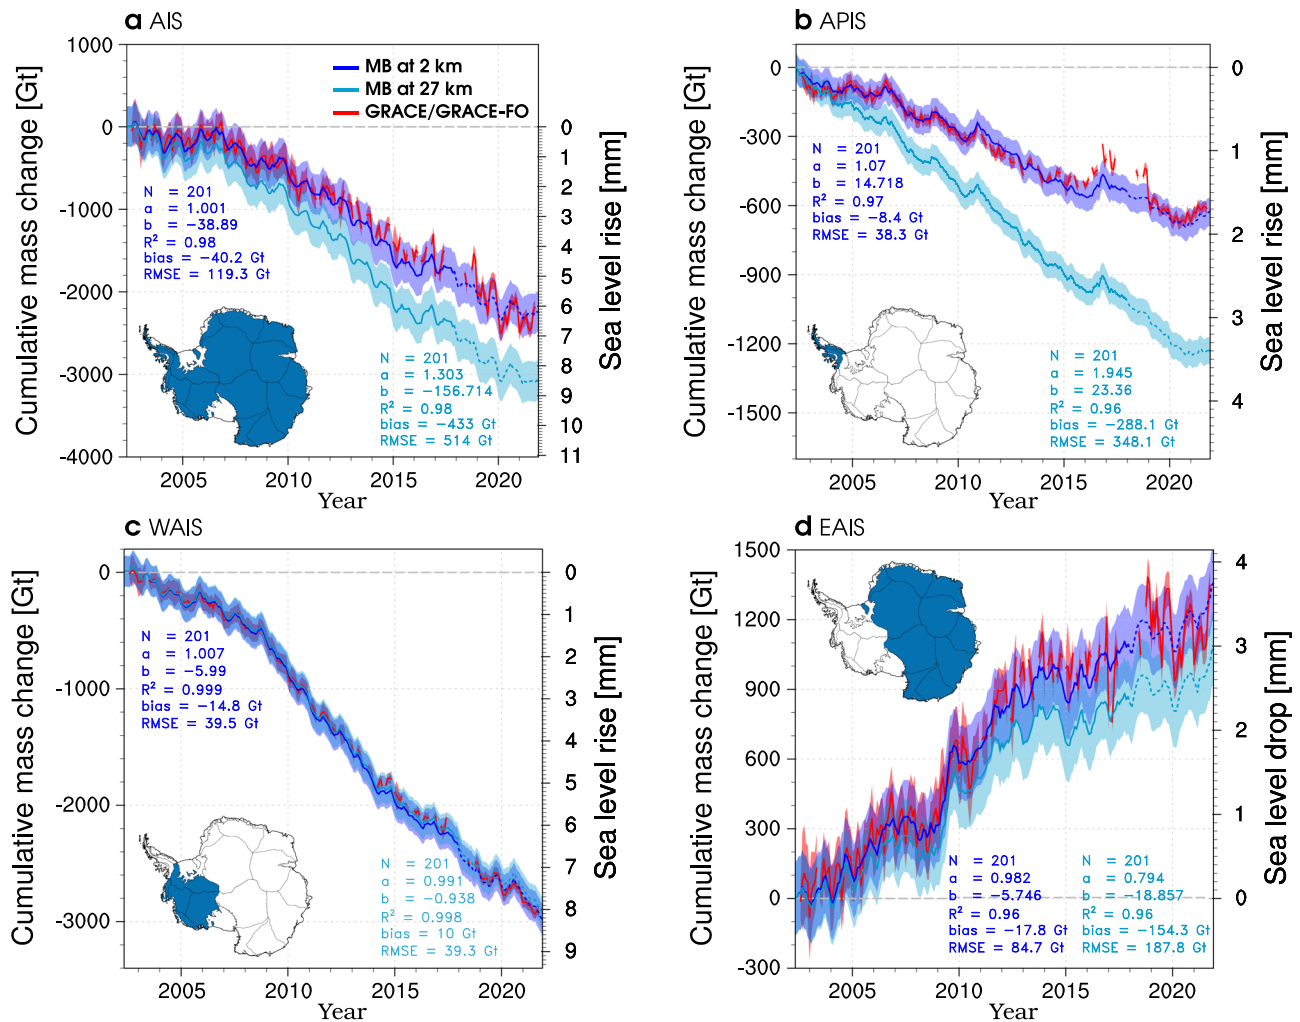 a AIS
Cumulative mass change [Gt]
1000
0
-1000
-2000
-3000
-4000
MB at 2 km
MB at 27 km
GRACE/GRACE-FO
N = 201
a = 1.001
b = -38.89
R² = 0.98
bias = -40.2 Gt
RMSE = 119.3 Gt
N = 201
a = 1.303
b = -156.714
R² = 0.98
bias = -433 Gt
RMSE = 514 Gt
0
1
2
3
4
5
6
7
8
9
10
11
Sea level rise [mm]
2005 2010 2015 2020
Year
b APIS
Cumulative mass change [Gt]
0
-300
-600
-900
-1200
-1500
N = 201
a = 1.07
b = 14.718
R² = 0.97
bias = -8.4 Gt
RMSE = 38.3 Gt
N = 201
a = 1.945
b = 23.36
R² = 0.96
bias = -288.1 Gt
RMSE = 348.1 Gt
0
1
2
3
4
Sea level rise [mm]
2005 2010 2015 2020
Year
c WAIS
Cumulative mass change [Gt]
0
-1000
-2000
-3000
N = 201
a = 1.007
b = -5.99
R² = 0.999
bias = -14.8 Gt
RMSE = 39.5 Gt
N = 201
a = 0.991
b = -0.938
R² = 0.998
bias = 10 Gt
RMSE = 39.3 Gt
0
1
2
3
4
5
6
7
8
9
Sea level rise [mm]
2005 2010 2015 2020
Year
d EAIS
Cumulative mass change [Gt]
1500
1200
900
600
300
0
-300
N = 201
a = 0.982
b = -5.746
R² = 0.96
bias = -17.8 Gt
RMSE = 84.7 Gt
N = 201
a = 0.794
b = -18.857
R² = 0.96
bias = -154.3 Gt
RMSE = 187.8 Gt
4
3
2
1
0
Sea level drop [mm]
2005 2010 2015 2020
Year